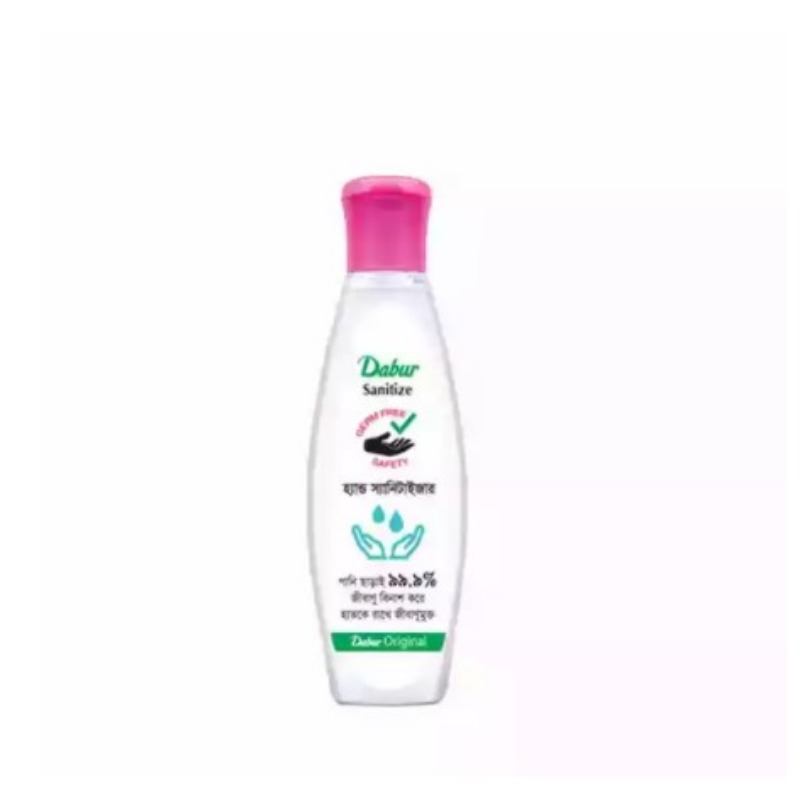 Dabur
Sanitize
GERM FREE
SAFETY
হ্যান্ড স্যানিটাইজার
পানি ছাড়াই ৯৯.৯%
জীবাণু বিনাশ করে
হাতকে রাখে জীবাণুমুক্ত
Dabur Original